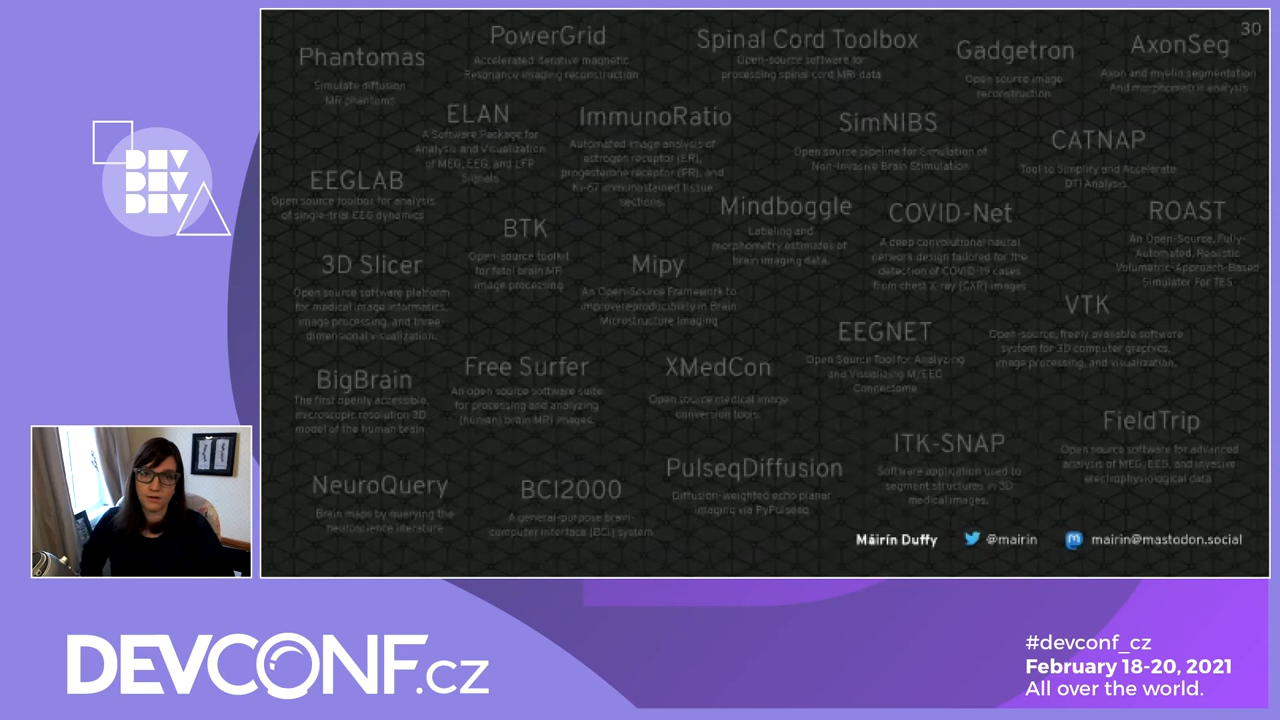 30
Phantomas
Simulate diffusion
MR phantoms
PowerGrid
Accelerated iterative magnetic
Resonance imaging reconstruction
Spinal Cord Toolbox
Open-source software for
processing spinal cord MRI data
Gadgetron
Open source image
reconstruction
AxonSeg
Axon and myelin segmentation
And morphometric analysis
ELAN
A Software Package for
Analysis and Visualization
of MEG, EEG, and LFP
Signals
ImmunoRatio
Automated image analysis of
estrogen receptor (ER),
progesterone receptor (PR), and
Ki-67 immunostained tissue
sections.
SimNIBS
Open source pipeline for Simulation of
Non-Invasive Brain Stimulation
CATNAP
Tool to Simplify and Accelerate
DTI Analysis.
EEGLAB
Open source toolbox for analysis
of single-trial EEG dynamics
BTK
Open-source toolkit
for fetal brain MR
image processing
Mindboggle
Labeling and
morphometry estimates of
brain imaging data.
COVID-Net
A deep convolutional neural
network design tailored for the
detection of COVID-19 cases
from chest X-ray (CXR) images
ROAST
An Open-Source, Fully-
Automated, Realistic
Volumetric-Approach-Based
Simulator For TES
3D Slicer
Open source software platform
for medical image informatics,
image processing, and three-
dimensional visualization.
Mipy
An Open-Source Framework to
improve reproducibility in Brain
Microstructure Imaging
VTK
Open-source, freely available software
system for 3D computer graphics,
image processing, and visualization.
EEGNET
Open Source Tool for Analyzing
and Visualizing M/EEG
Connectome
BigBrain
The first openly accessible,
microscopic resolution 3D
model of the human brain
Free Surfer
An open source software suite
for processing and analyzing
(human) brain MRI images.
XMedCon
Open source medical image
conversion tools.
FieldTrip
Open source software for advanced
analysis of MEG, EEG, and invasive
electrophysiological data
ITK-SNAP
Software application used to
segment structures in 3D
medical images.
NeuroQuery
Brain maps by querying the
neuroscience literature
BCI2000
A general-purpose brain-
computer interface (BCI) system
PulseqDiffusion
Diffusion-weighted echo planar
imaging via PyPulseq
Máirín Duffy @mairin mairin@mastodon.social
DEV
DEV
DEV
DEVCONF.cz
#devconf_cz
February 18-20, 2021
All over the world.